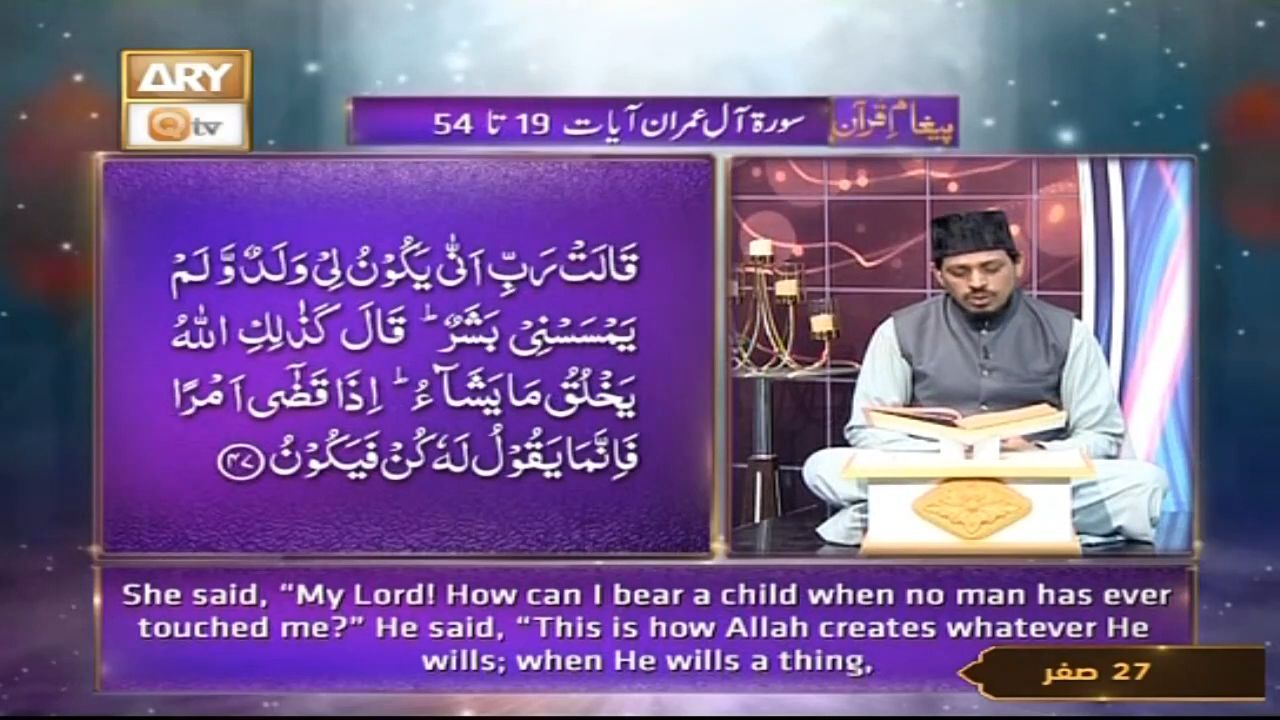 ARY
Qtv
پیغامِ قرآن سورۃ آل عمران آیات 19 تا 54
قَالَتْ رَبِّ اَنّٰى يَكُوْنُ لِىْ وَلَدٌ وَّلَمْ
يَمْسَسْنِىْ بَشَرٌ ؕ قَالَ كَذٰلِكِ اللّٰهُ
يَخْلُقُ مَا يَشَآءُ ؕ اِذَا قَضٰٓى اَمْرًا
فَاِنَّمَا يَقُوْلُ لَهٗ كُنْ فَيَكُوْنُ ۴۷
She said, “My Lord! How can I bear a child when no man has ever
touched me?” He said, “This is how Allah creates whatever He
wills; when He wills a thing,
27 صفر